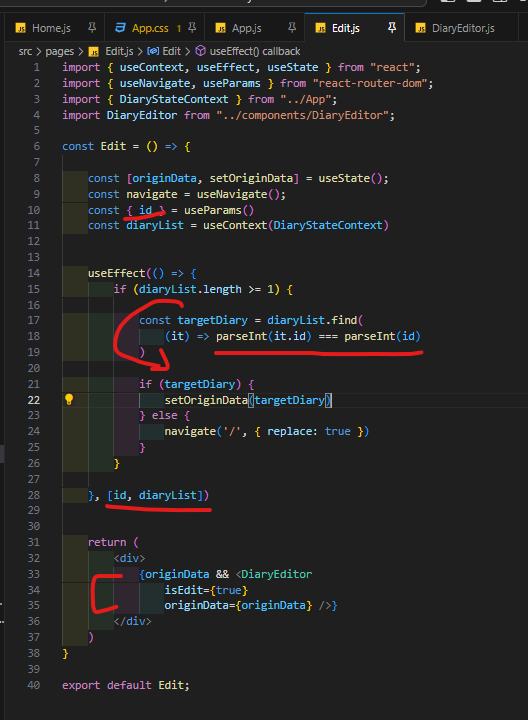 Home.js App.css 1 App.js Edit.js DiaryEditor.js
src > pages > Edit.js > Edit > useEffect() callback
1 import { useContext, useEffect, useState } from "react";
2 import { useNavigate, useParams } from "react-router-dom";
3 import { DiaryStateContext } from "../App";
4 import DiaryEditor from "../components/DiaryEditor";
5
6 const Edit = () => {
7
8     const [originData, setOriginData] = useState();
9     const navigate = useNavigate();
10     const { id } = useParams()
11     const diaryList = useContext(DiaryStateContext)
12
13
14     useEffect(() => {
15         if (diaryList.length >= 1) {
16
17             const targetDiary = diaryList.find(
18                 (it) => parseInt(it.id) === parseInt(id)
19             )
20
21             if (targetDiary) {
22                 setOriginData(targetDiary)
23             } else {
24                 navigate('/', { replace: true })
25             }
26         }
27
28     }, [id, diaryList])
29
30
31     return (
32         <div>
33             {originData && <DiaryEditor
34                 isEdit={true}
35                 originData={originData} />}
36         </div>
37     )
38 }
39
40 export default Edit;